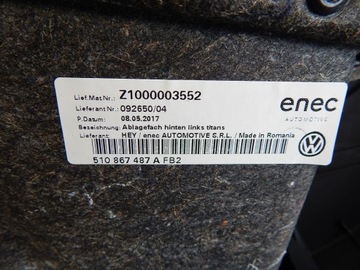 Lief.Mat Nr.: Z1000003552
Lieferant Nr.: 092650/04
P.Datum: 08.05.2017
Bezeichnung: Ablagefach hinten links titans
Lieferant: HEY / enec AUTOMOTIVE S.R.L. / Made in Romania
510 867 487 A FB2
enec
AUTOMOTIVE